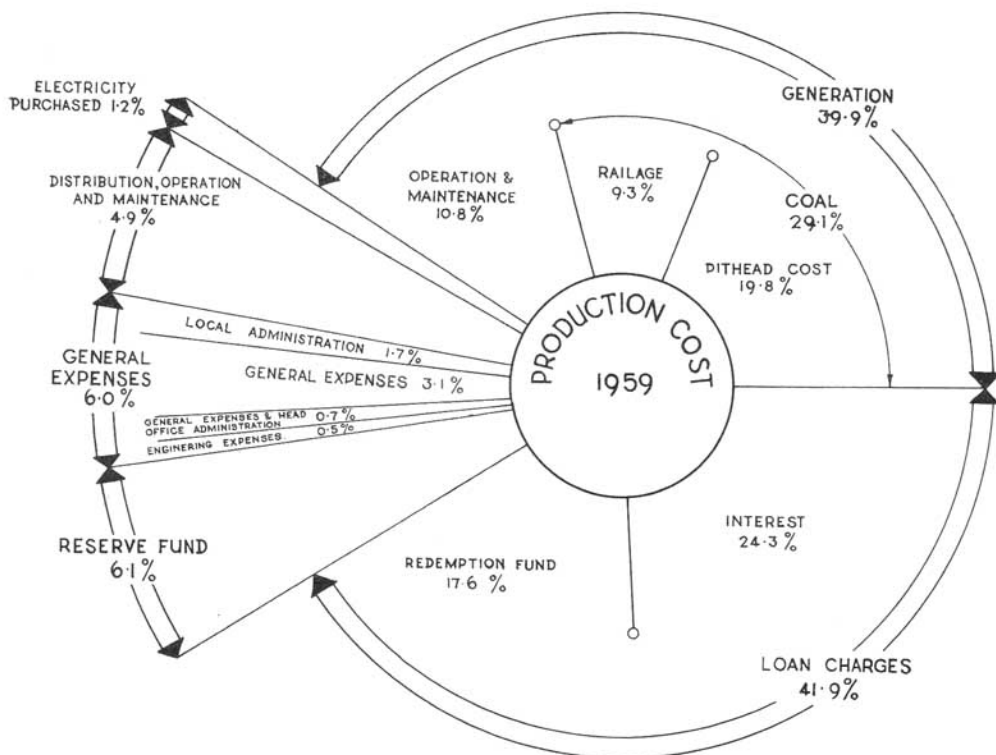 ELECTRICITY
PURCHASED 1·2%
DISTRIBUTION, OPERATION
AND MAINTENANCE
4·9%
GENERAL
EXPENSES
6·0%
RESERVE FUND
6·1%
LOCAL ADMINISTRATION 1·7%
GENERAL EXPENSES 3·1%
GENERAL EXPENSES & HEAD 0·7%
OFFICE ADMINISTRATION
ENGINERING EXPENSES. 0·5%
OPERATION &
MAINTENANCE
10·8%
RAILAGE
9·3%
GENERATION
39·9%
COAL
29·1%
PITHEAD COST
19·8%
PRODUCTION COST
1959
INTEREST
24·3%
REDEMPTION FUND
17·6 %
LOAN CHARGES
41·9%